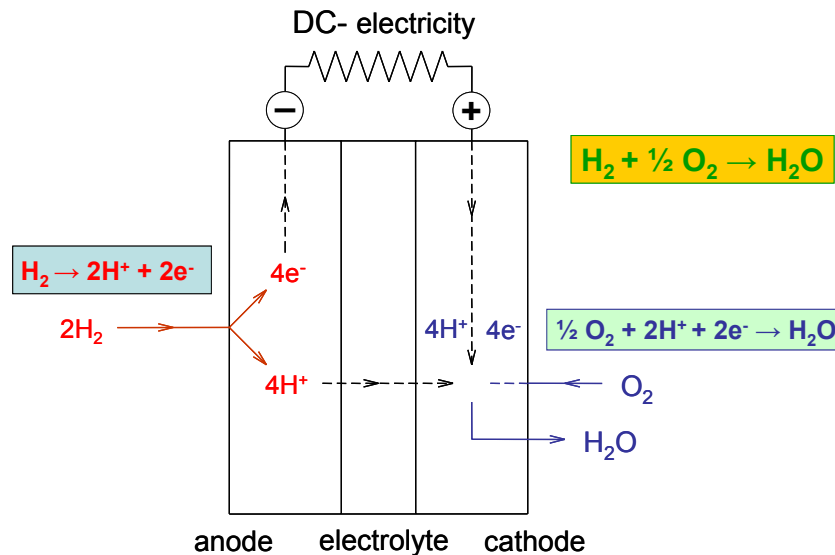 DC- electricity
−
+
H₂ + ½ O₂ → H₂O
H₂ → 2H⁺ + 2e⁻
4e⁻
2H₂
4H⁺ 4e⁻
½ O₂ + 2H⁺ + 2e⁻ → H₂O
4H⁺
O₂
H₂O
anode electrolyte cathode